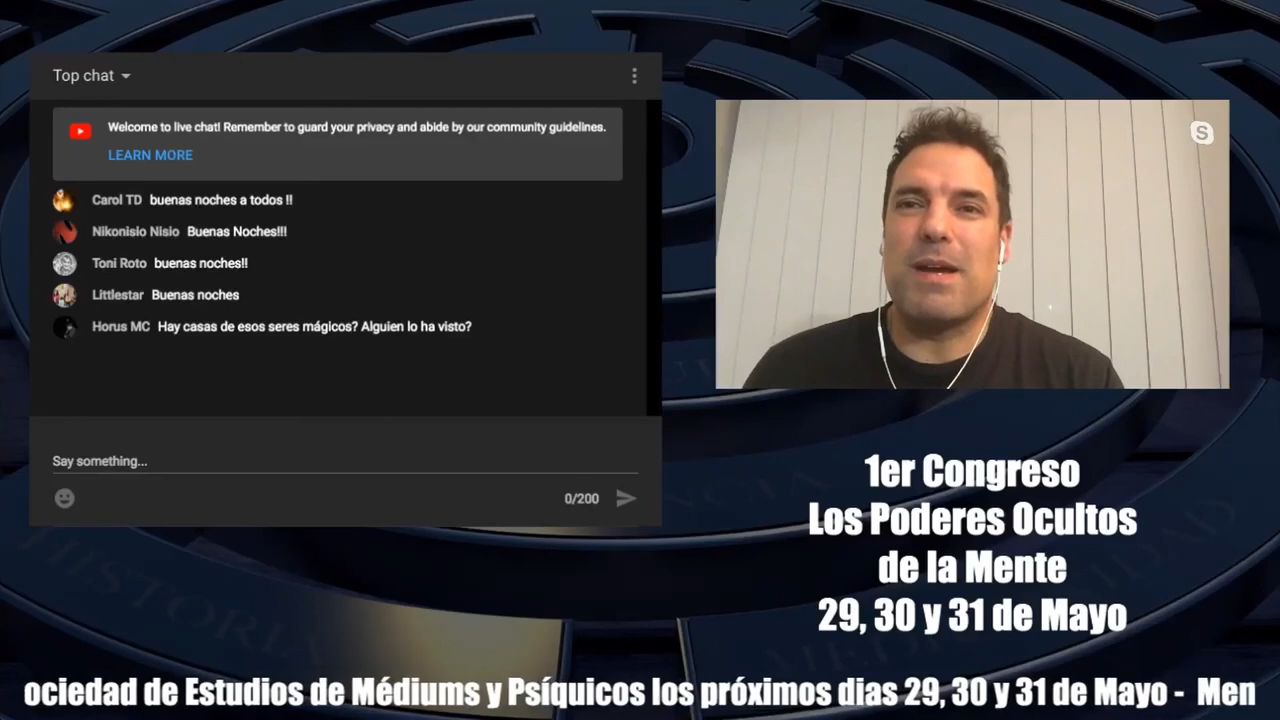 Top chat
Welcome to live chat! Remember to guard your privacy and abide by our community guidelines.
LEARN MORE
Carol TD buenas noches a todos !!
Nikonisio Nisio Buenas Noches!!!
Toni Roto buenas noches!!
Littlestar Buenas noches
Horus MC Hay casas de esos seres mágicos? Alguien lo ha visto?
Say something...
0/200
S
1er Congreso
Los Poderes Ocultos
de la Mente
29, 30 y 31 de Mayo
HISTORIA
ociedad de Estudios de Médiums y Psíquicos los próximos dias 29, 30 y 31 de Mayo - Men